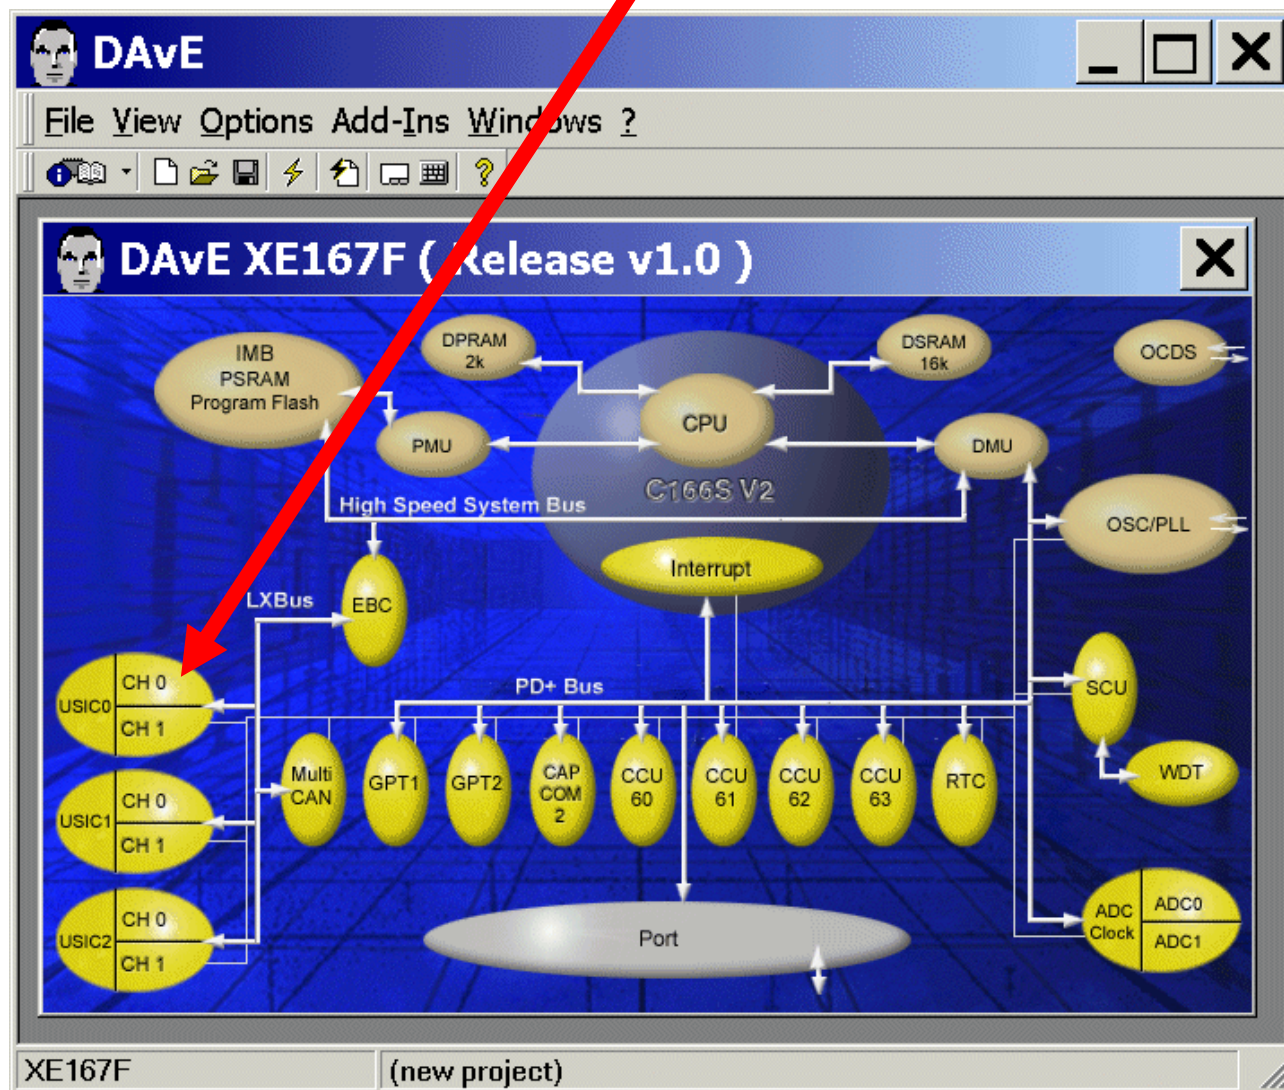 DAvE
File View Options Add-Ins Windows ?
DAvE XE167F ( Release v1.0 )
IMB
PSRAM
Program Flash
DPRAM
2k
DSRAM
16k
OCDS
CPU
PMU
DMU
C166S V2
High Speed System Bus
OSC/PLL
Interrupt
LXBus
EBC
USIC0
CH 0
CH 1
PD+ Bus
SCU
WDT
USIC1
CH 0
CH 1
Multi
CAN
GPT1
GPT2
CAP
COM
2
CCU
60
CCU
61
CCU
62
CCU
63
RTC
USIC2
CH 0
CH 1
Port
ADC
Clock
ADC0
ADC1
XE167F
(new project)